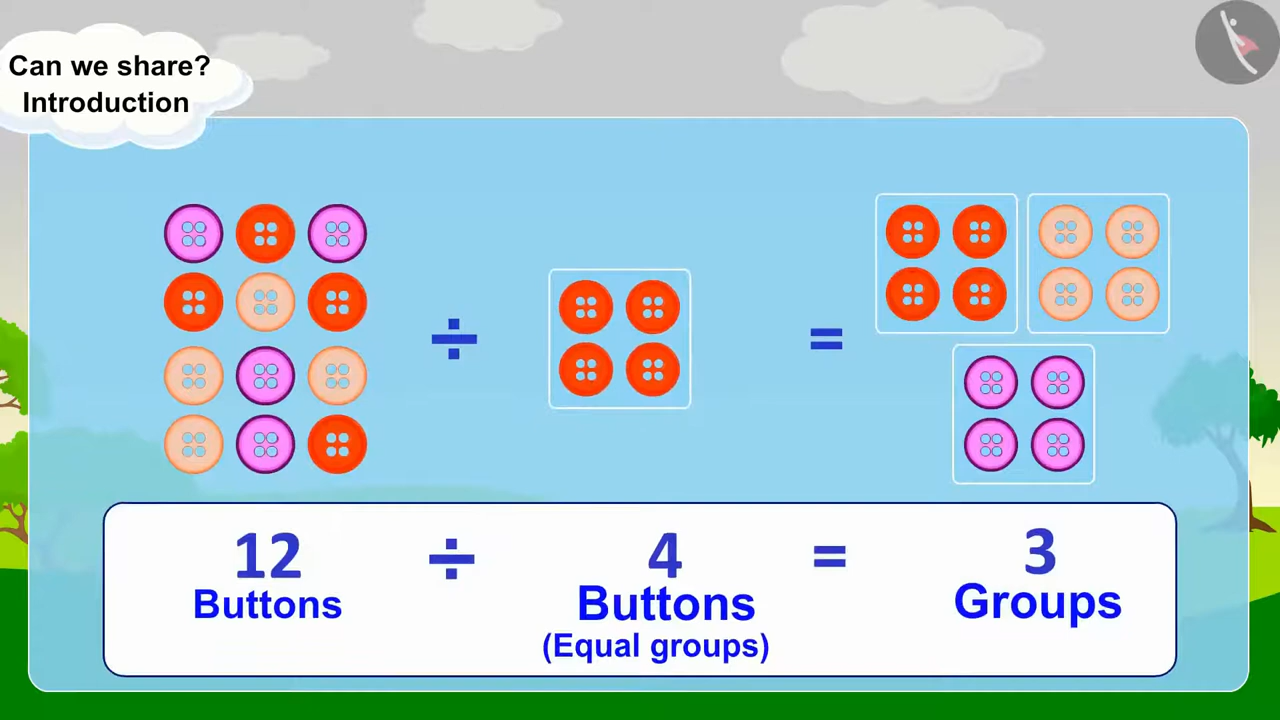 Can we share?
Introduction
÷ =
12 ÷ 4 = 3
Buttons Buttons Groups
(Equal groups)